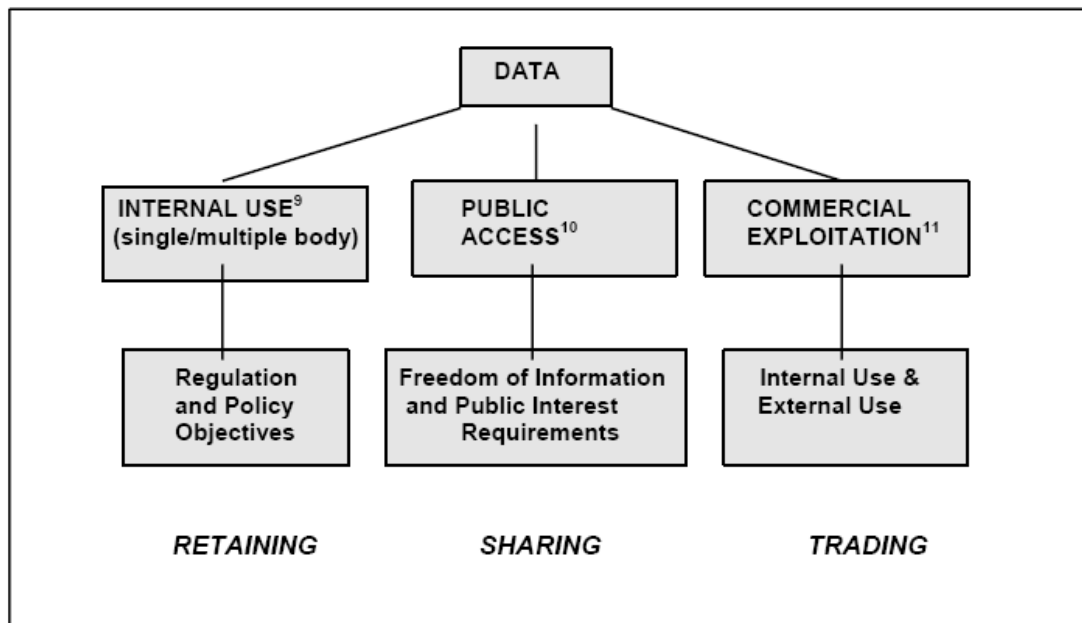 DATA
INTERNAL USE⁹
(single/multiple body)
PUBLIC
ACCESS¹⁰
COMMERCIAL
EXPLOITATION¹¹
Regulation
and Policy
Objectives
Freedom of Information
and Public Interest
Requirements
Internal Use &
External Use
RETAINING
SHARING
TRADING